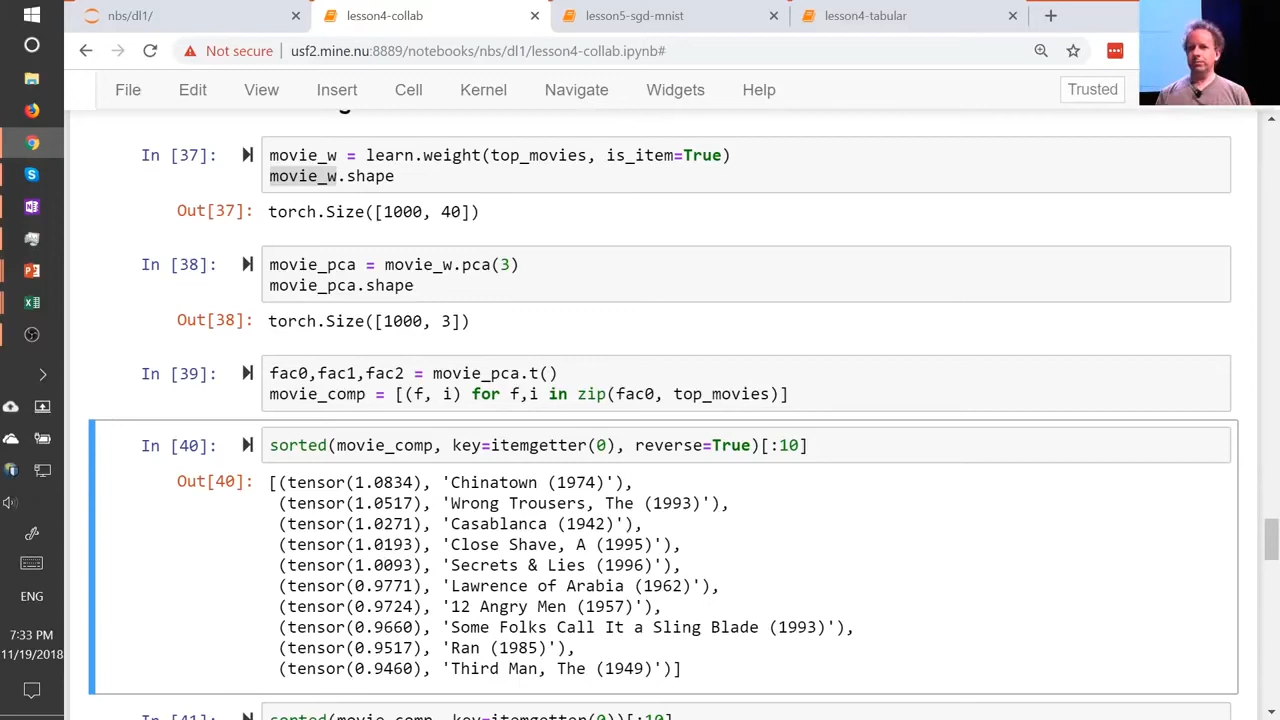 nbs/dl1/
lesson4-collab
lesson5-sgd-mnist
lesson4-tabular
Not secure | usf2.mine.nu:8889/notebooks/nbs/dl1/lesson4-collab.ipynb#
File Edit View Insert Cell Kernel Navigate Widgets Help Trusted
In [37]: movie_w = learn.weight(top_movies, is_item=True)
movie_w.shape
Out[37]: torch.Size([1000, 40])
In [38]: movie_pca = movie_w.pca(3)
movie_pca.shape
Out[38]: torch.Size([1000, 3])
In [39]: fac0,fac1,fac2 = movie_pca.t()
movie_comp = [(f, i) for f,i in zip(fac0, top_movies)]
In [40]: sorted(movie_comp, key=itemgetter(0), reverse=True)[:10]
Out[40]: [(tensor(1.0834), 'Chinatown (1974)'),
(tensor(1.0517), 'Wrong Trousers, The (1993)'),
(tensor(1.0271), 'Casablanca (1942)'),
(tensor(1.0193), 'Close Shave, A (1995)'),
(tensor(1.0093), 'Secrets & Lies (1996)'),
(tensor(0.9771), 'Lawrence of Arabia (1962)'),
(tensor(0.9724), '12 Angry Men (1957)'),
(tensor(0.9660), 'Some Folks Call It a Sling Blade (1993)'),
(tensor(0.9517), 'Ran (1985)'),
(tensor(0.9460), 'Third Man, The (1949)')]
In [41]: sorted(movie_comp, key=itemgetter(0))[:10]
ENG
7:33 PM
11/19/2018